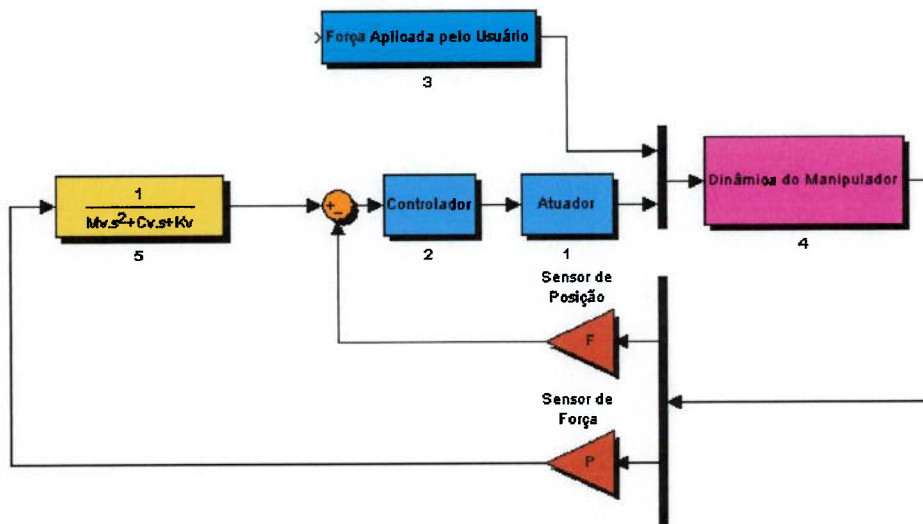 Força Aplicada pelo Usuário
3
1
Mv.s²+Cv.s+Kv
5
+
-
Controlador
2
Atuador
1
Dinâmica do Manipulador
4
Sensor de
Posição
F
Sensor de
Força
P